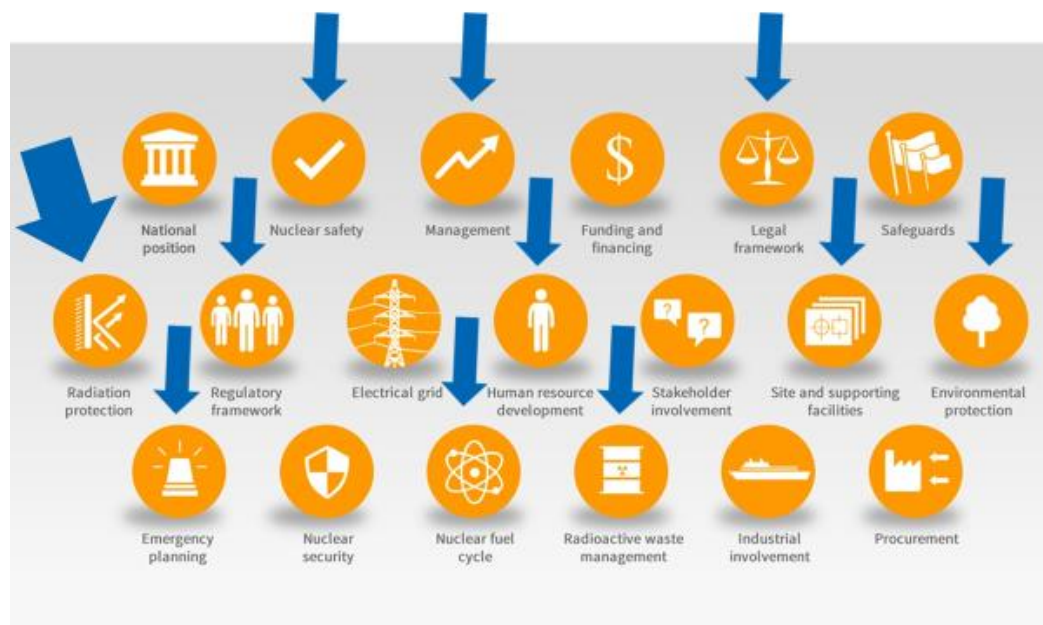 National
position
Nuclear safety
Management
Funding and
financing
$
Legal
framework
Safeguards
Radiation
protection
Regulatory
framework
Electrical grid
Human resource
development
?
?
Stakeholder
involvement
Site and supporting
facilities
Environmental
protection
Emergency
planning
Nuclear
security
Nuclear fuel
cycle
Radioactive waste
management
Industrial
involvement
Procurement